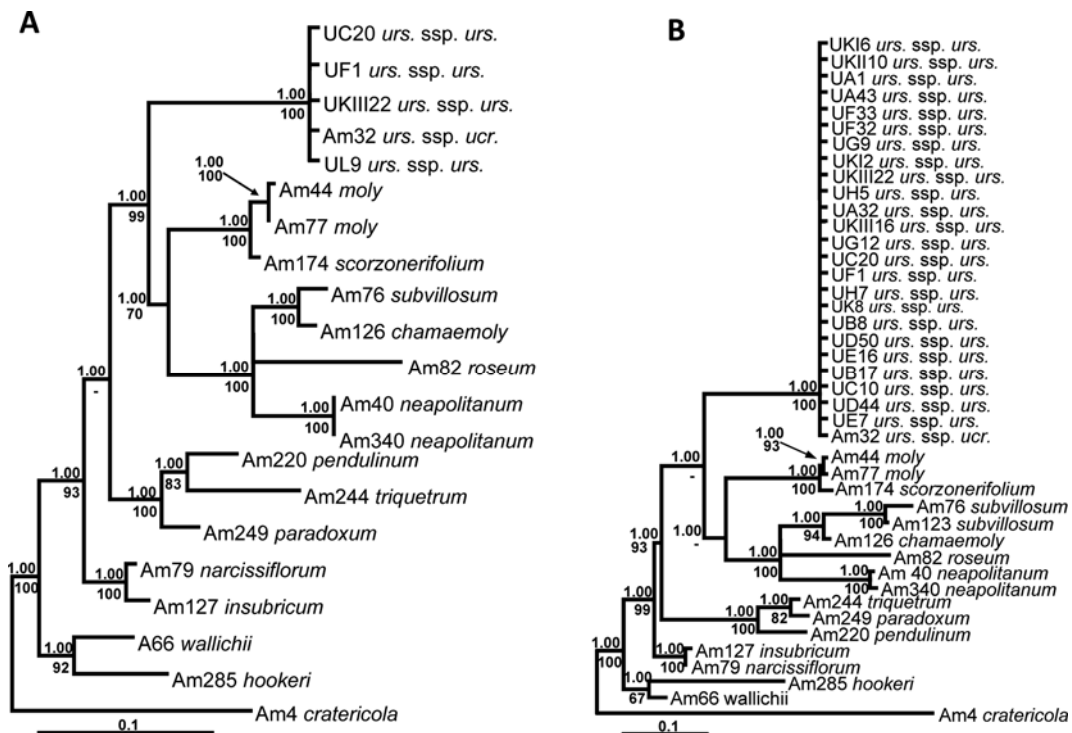 A
UC20 urs. ssp. urs.
UF1 urs. ssp. urs.
UKIII22 urs. ssp. urs.
Am32 urs. ssp. ucr.
UL9 urs. ssp. urs.
1.00
100
1.00
100
Am44 moly
Am77 moly
Am174 scorzonerifolium
1.00
100
1.00
99
Am76 subvillosum
Am126 chamaemoly
1.00
100
1.00
70
Am82 roseum
1.00
100
Am40 neapolitanum
Am340 neapolitanum
1.00
100
1.00
-
Am220 pendulinum
Am244 triquetrum
1.00
83
Am249 paradoxum
1.00
100
1.00
93
Am79 narcissiflorum
Am127 insubricum
1.00
100
1.00
100
A66 wallichii
Am285 hookeri
1.00
92
Am4 cratericola
0.1
B
UKI6 urs. ssp. urs.
UKII10 urs. ssp. urs.
UA1 urs. ssp. urs.
UA43 urs. ssp. urs.
UF33 urs. ssp. urs.
UF32 urs. ssp. urs.
UG9 urs. ssp. urs.
UKI2 urs. ssp. urs.
UKIII22 urs. ssp. urs.
UH5 urs. ssp. urs.
UA32 urs. ssp. urs.
UKIII16 urs. ssp. urs.
UG12 urs. ssp. urs.
UC20 urs. ssp. urs.
UF1 urs. ssp. urs.
UH7 urs. ssp. urs.
UK8 urs. ssp. urs.
UB8 urs. ssp. urs.
UD50 urs. ssp. urs.
UE16 urs. ssp. urs.
UB17 urs. ssp. urs.
UC10 urs. ssp. urs.
UD44 urs. ssp. urs.
UE7 urs. ssp. urs.
Am32 urs. ssp. ucr.
1.00
100
1.00
93
Am44 moly
Am77 moly
Am174 scorzonerifolium
1.00
100
1.00
-
Am76 subvillosum
Am123 subvillosum
1.00
100
Am126 chamaemoly
1.00
94
1.00
-
Am82 roseum
1.00
100
Am 40 neapolitanum
Am340 neapolitanum
1.00
100
1.00
93
Am244 triquetrum
Am249 paradoxum
1.00
82
Am220 pendulinum
1.00
100
1.00
99
Am127 insubricum
Am79 narcissiflorum
1.00
100
1.00
100
Am285 hookeri
Am66 wallichii
1.00
67
Am4 cratericola
0.1